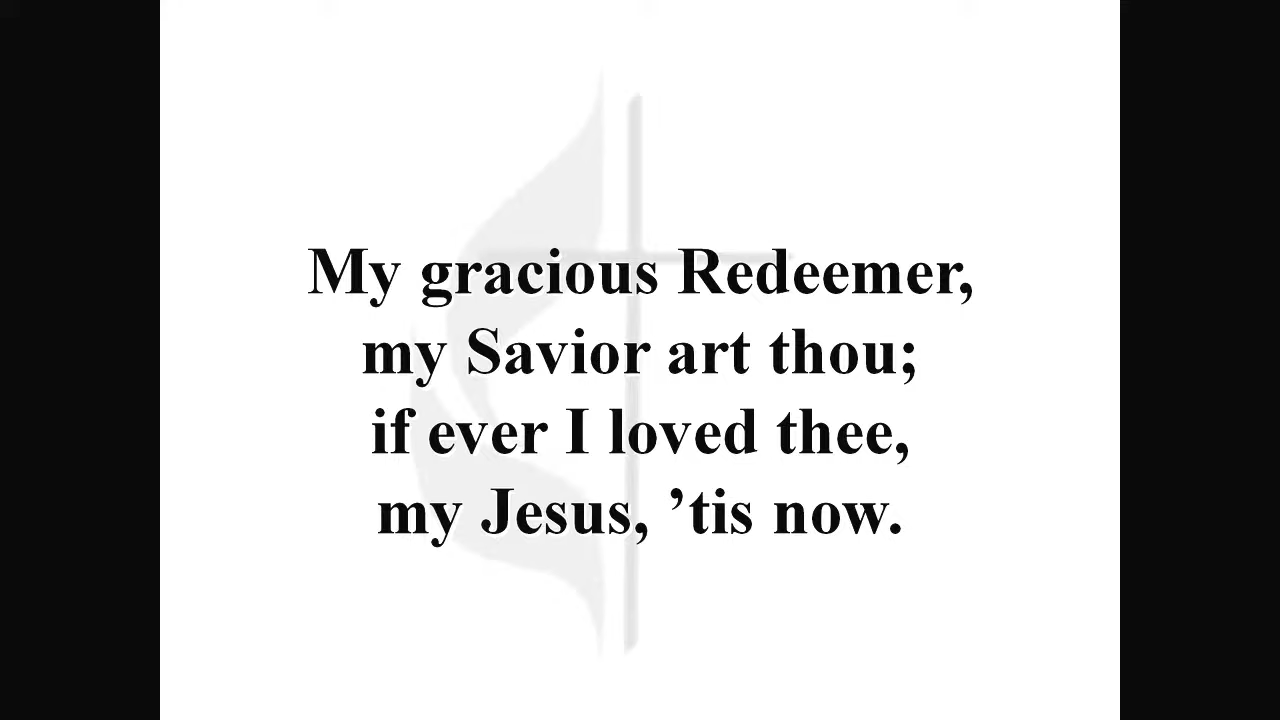 My gracious Redeemer,
my Savior art thou;
if ever I loved thee,
my Jesus, ’tis now.